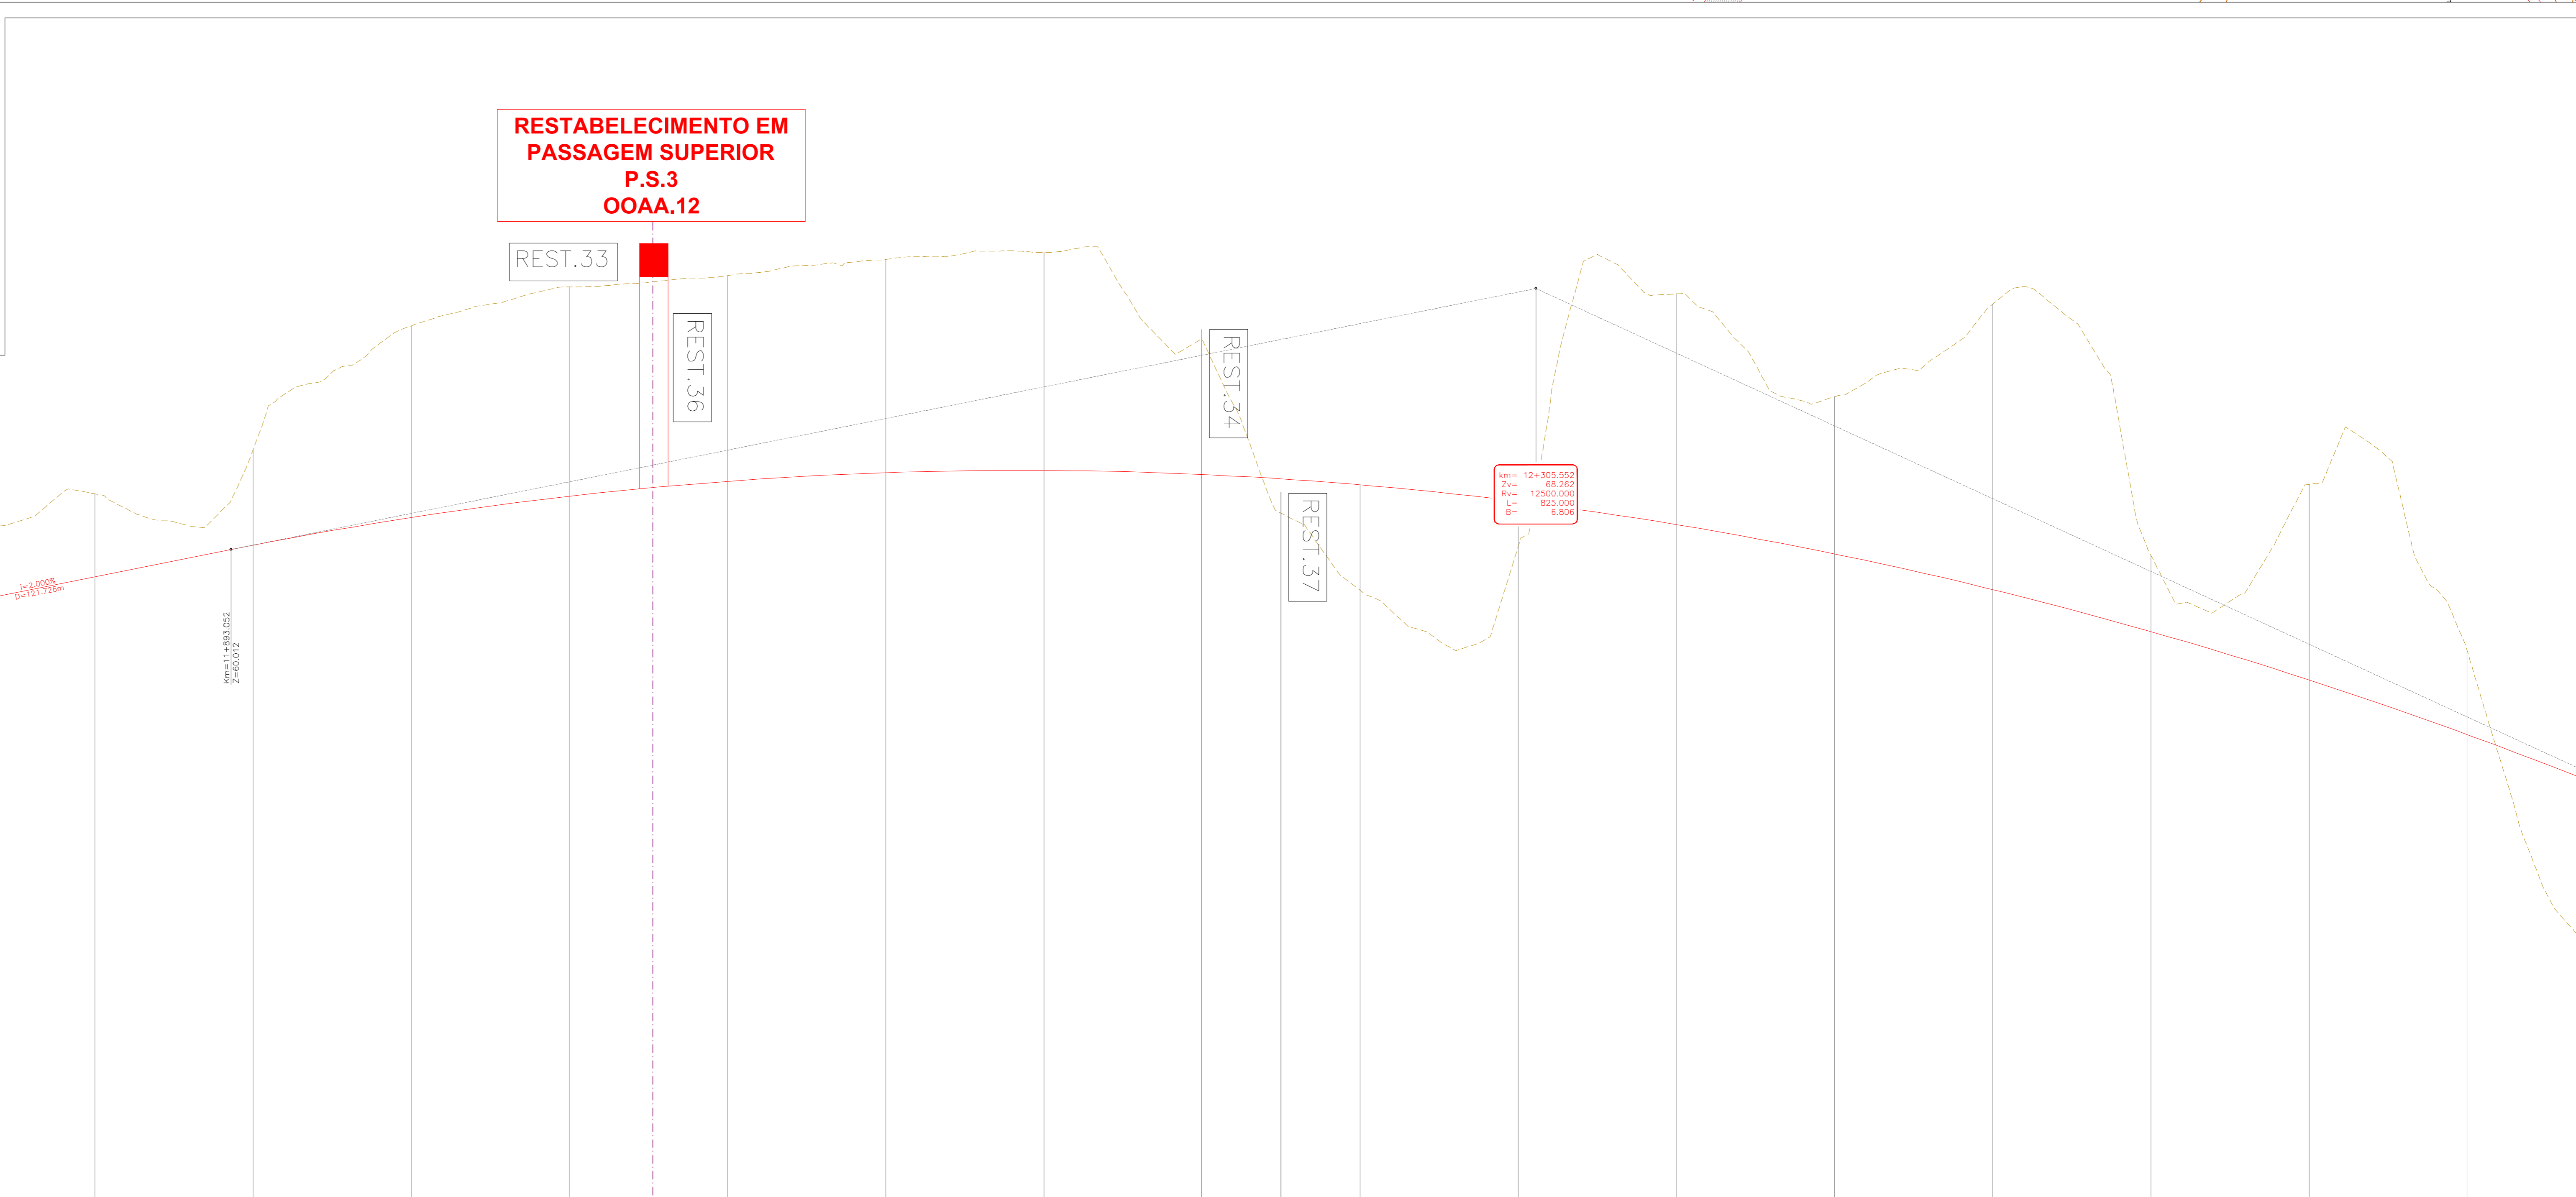 RESTABELECIMENTO EM
PASSAGEM SUPERIOR
P.S.3
OOAA.12
REST.33
REST.36
REST.34
REST.37
km= 12+305.552
Zv= 68.262
Rv= 12500.000
L= 825.000
B= 6.806
i=2.000%
D=121.726m
Km=11+893.052
Z=60.012